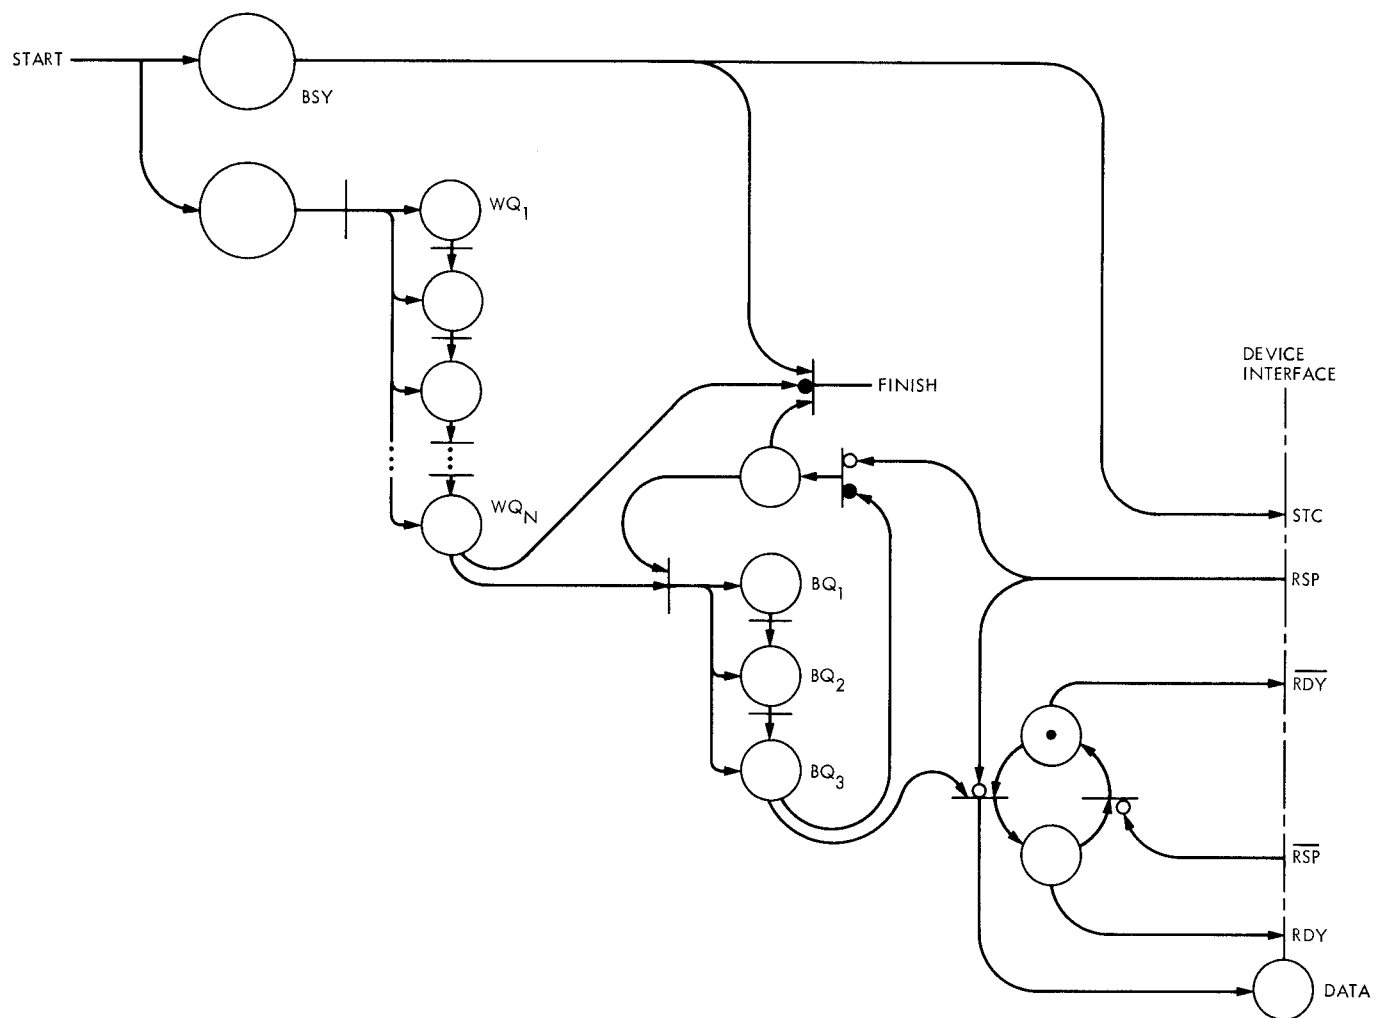 START
BSY
WQ1
DEVICE
INTERFACE
FINISH
WQN
STC
RSP
BQ1
BQ2
RDY
BQ3
RSP
RDY
DATA